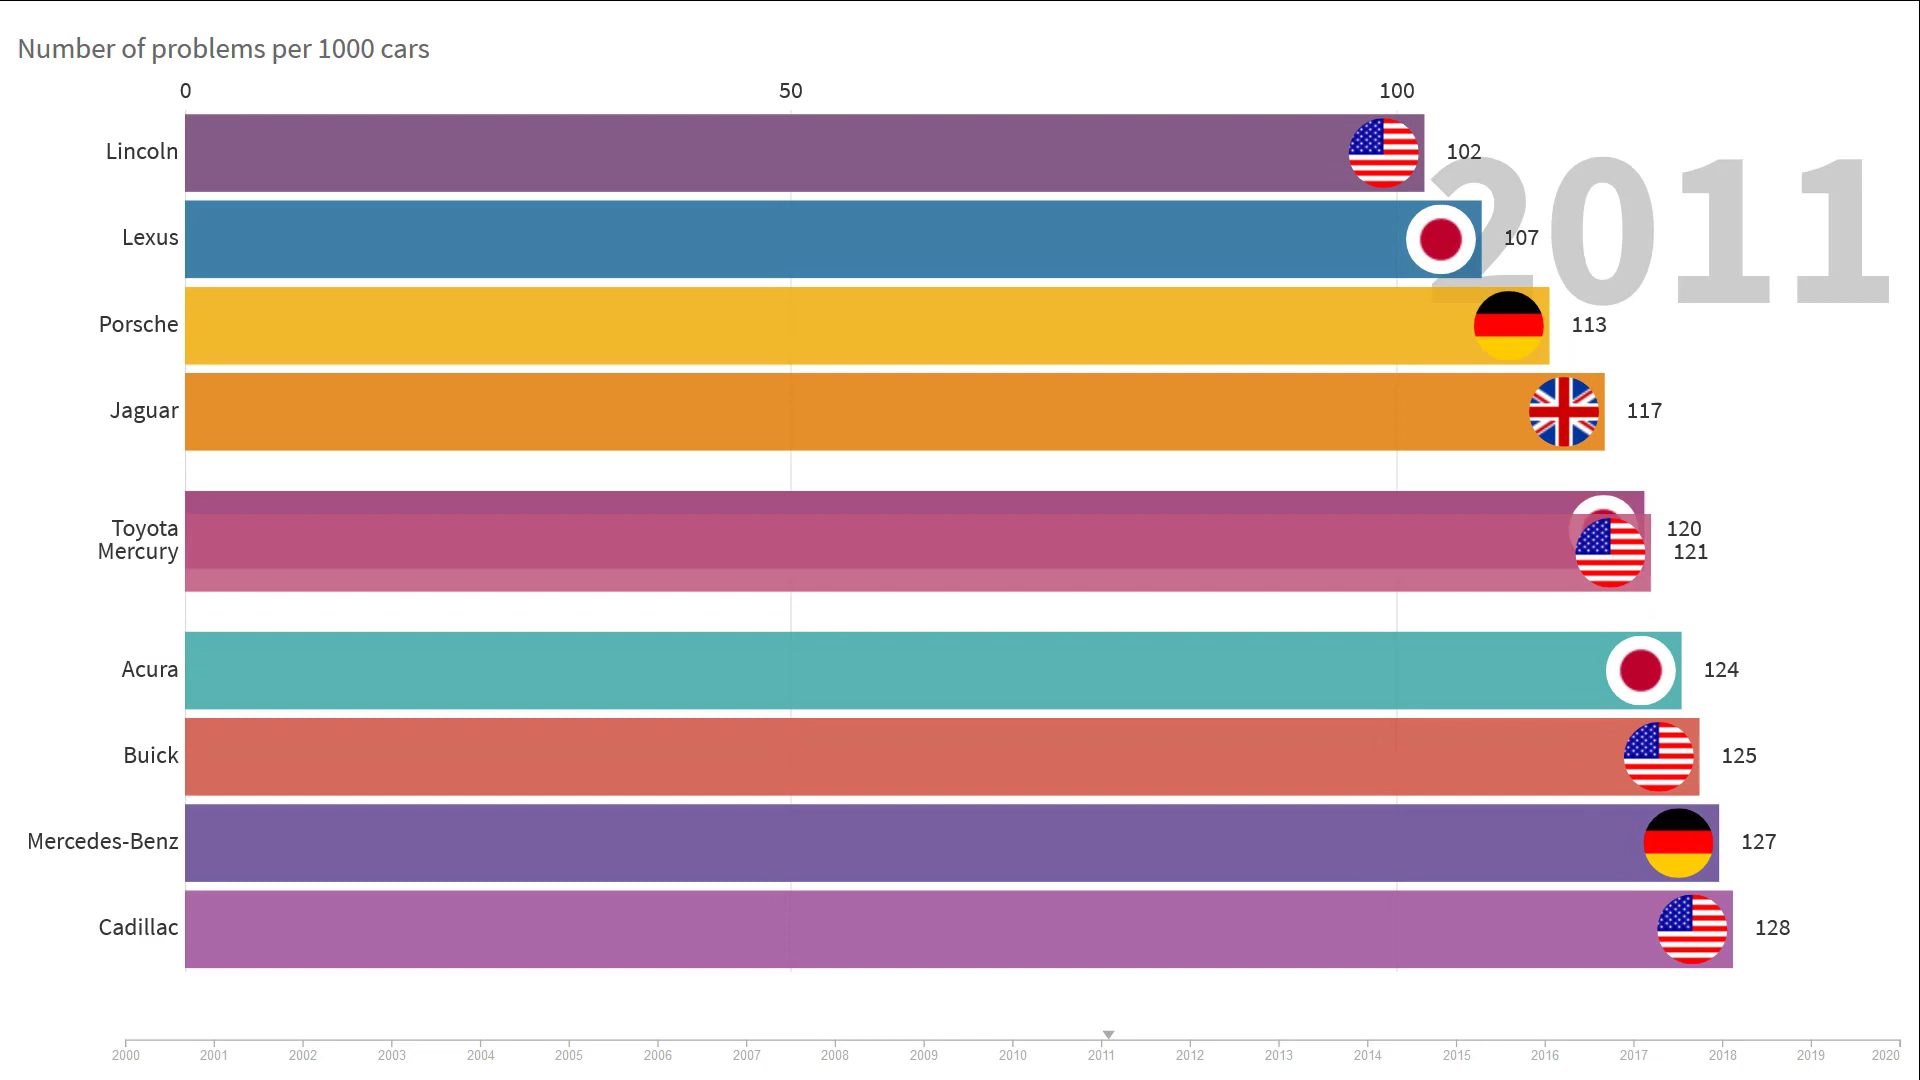 Number of problems per 1000 cars
0 50 100
Lincoln 102
2011
Lexus 107
Porsche 113
Jaguar 117
Toyota 120
Mercury 121
Acura 124
Buick 125
Mercedes-Benz 127
Cadillac 128
2000 2001 2002 2003 2004 2005 2006 2007 2008 2009 2010 2011 2012 2013 2014 2015 2016 2017 2018 2019 2020